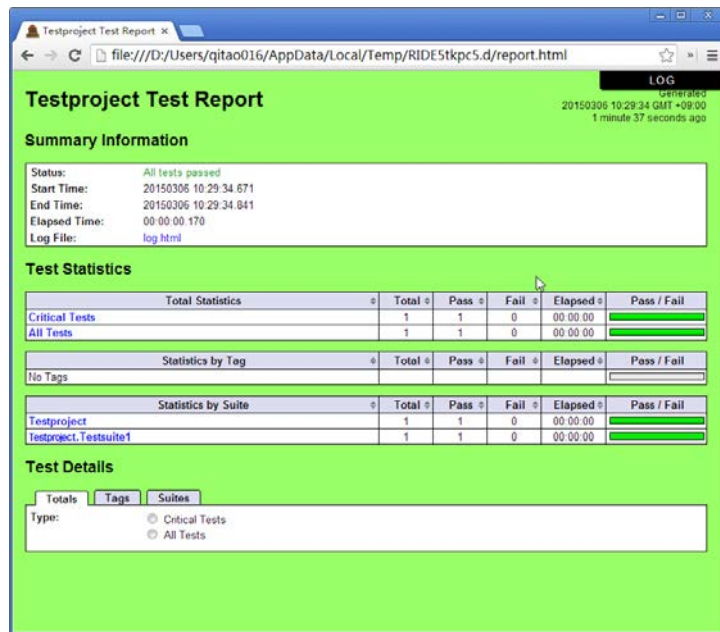 Testproject Test Report
file:///D:/Users/qitao016/AppData/Local/Temp/RIDE5tkpc5.d/report.html
LOG
Testproject Test Report
Generated
20150306 10:29:34 GMT +09:00
1 minute 37 seconds ago
Summary Information
Status: All tests passed
Start Time: 20150306 10:29:34.671
End Time: 20150306 10:29:34.841
Elapsed Time: 00:00:00.170
Log File: log.html
Test Statistics
Total Statistics Total Pass Fail Elapsed Pass / Fail
Critical Tests 1 1 0 00:00:00
All Tests 1 1 0 00:00:00
Statistics by Tag Total Pass Fail Elapsed Pass / Fail
No Tags
Statistics by Suite Total Pass Fail Elapsed Pass / Fail
Testproject 1 1 0 00:00:00
Testproject.Testsuite1 1 1 0 00:00:00
Test Details
Totals Tags Suites
Type: Critical Tests
All Tests